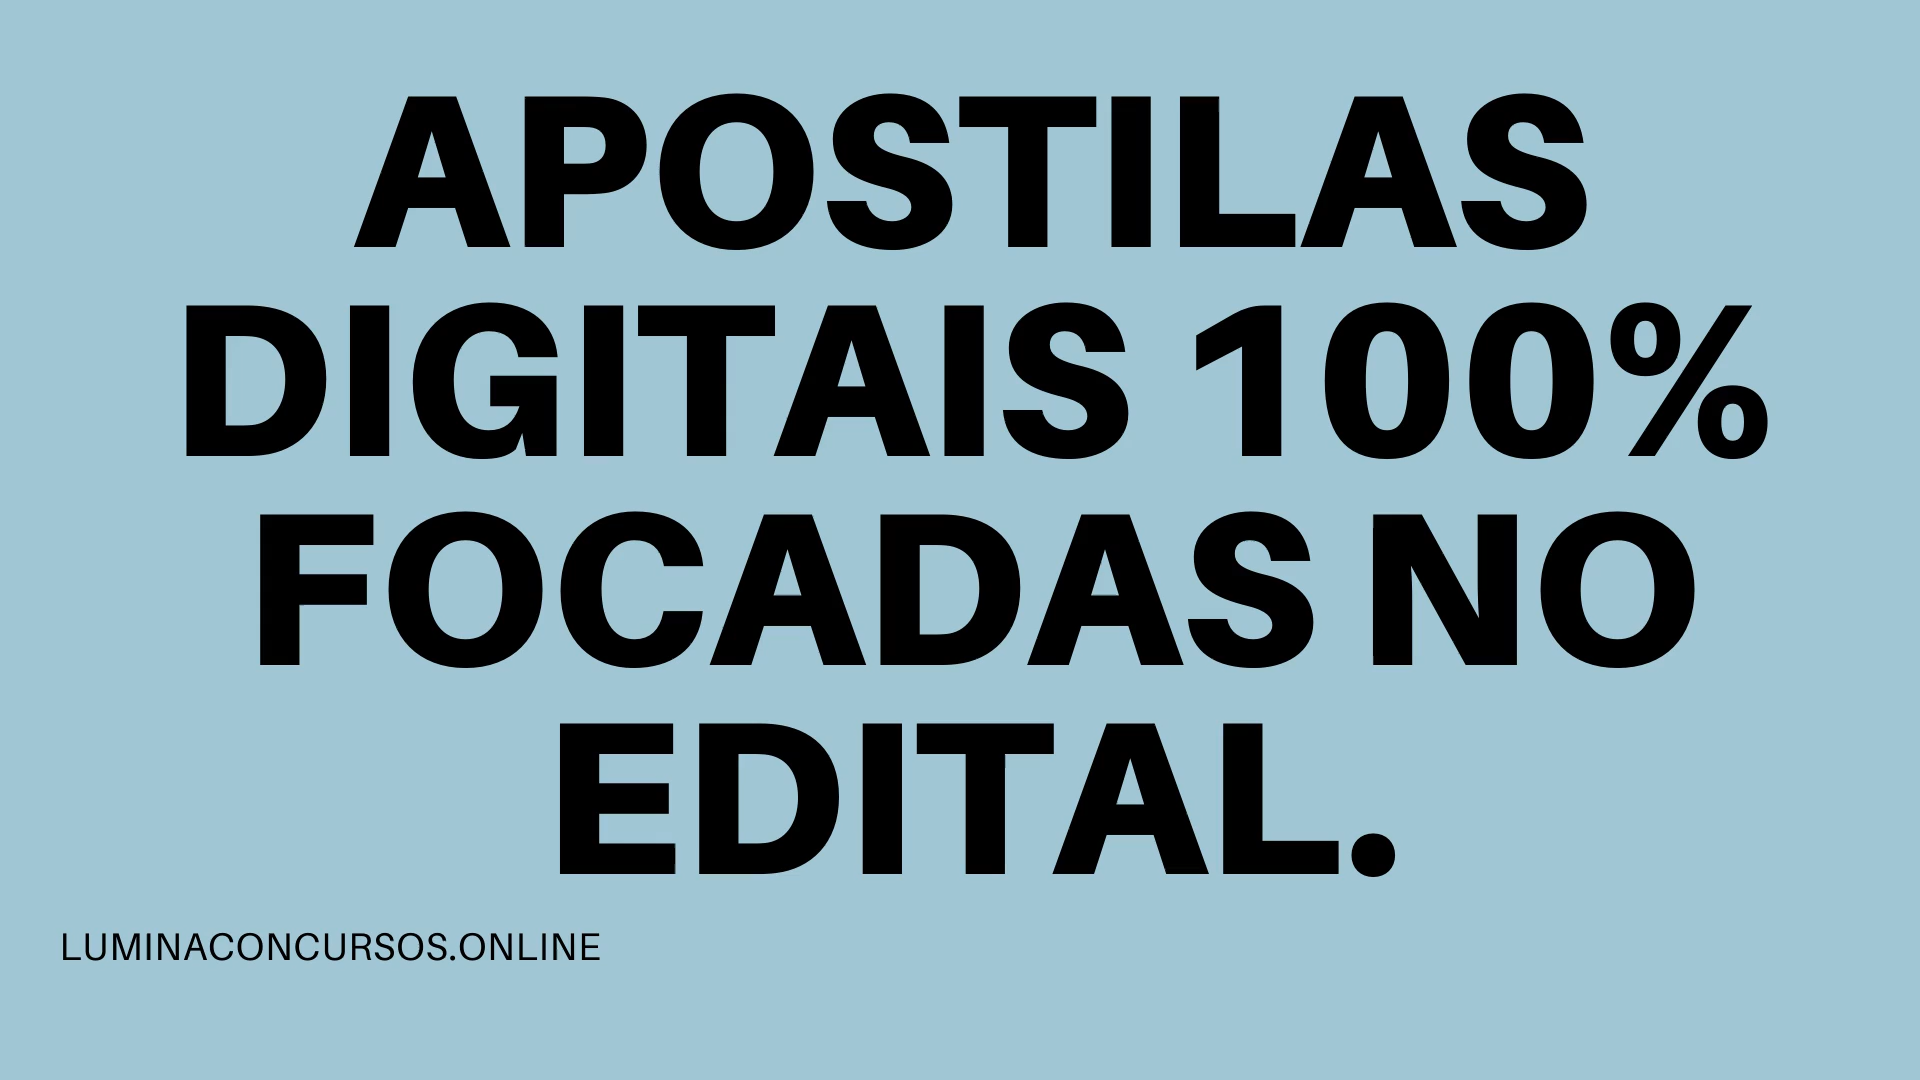 APOSTILAS
DIGITAIS 100%
FOCADAS NO
EDITAL.
LUMINACONCURSOS.ONLINE